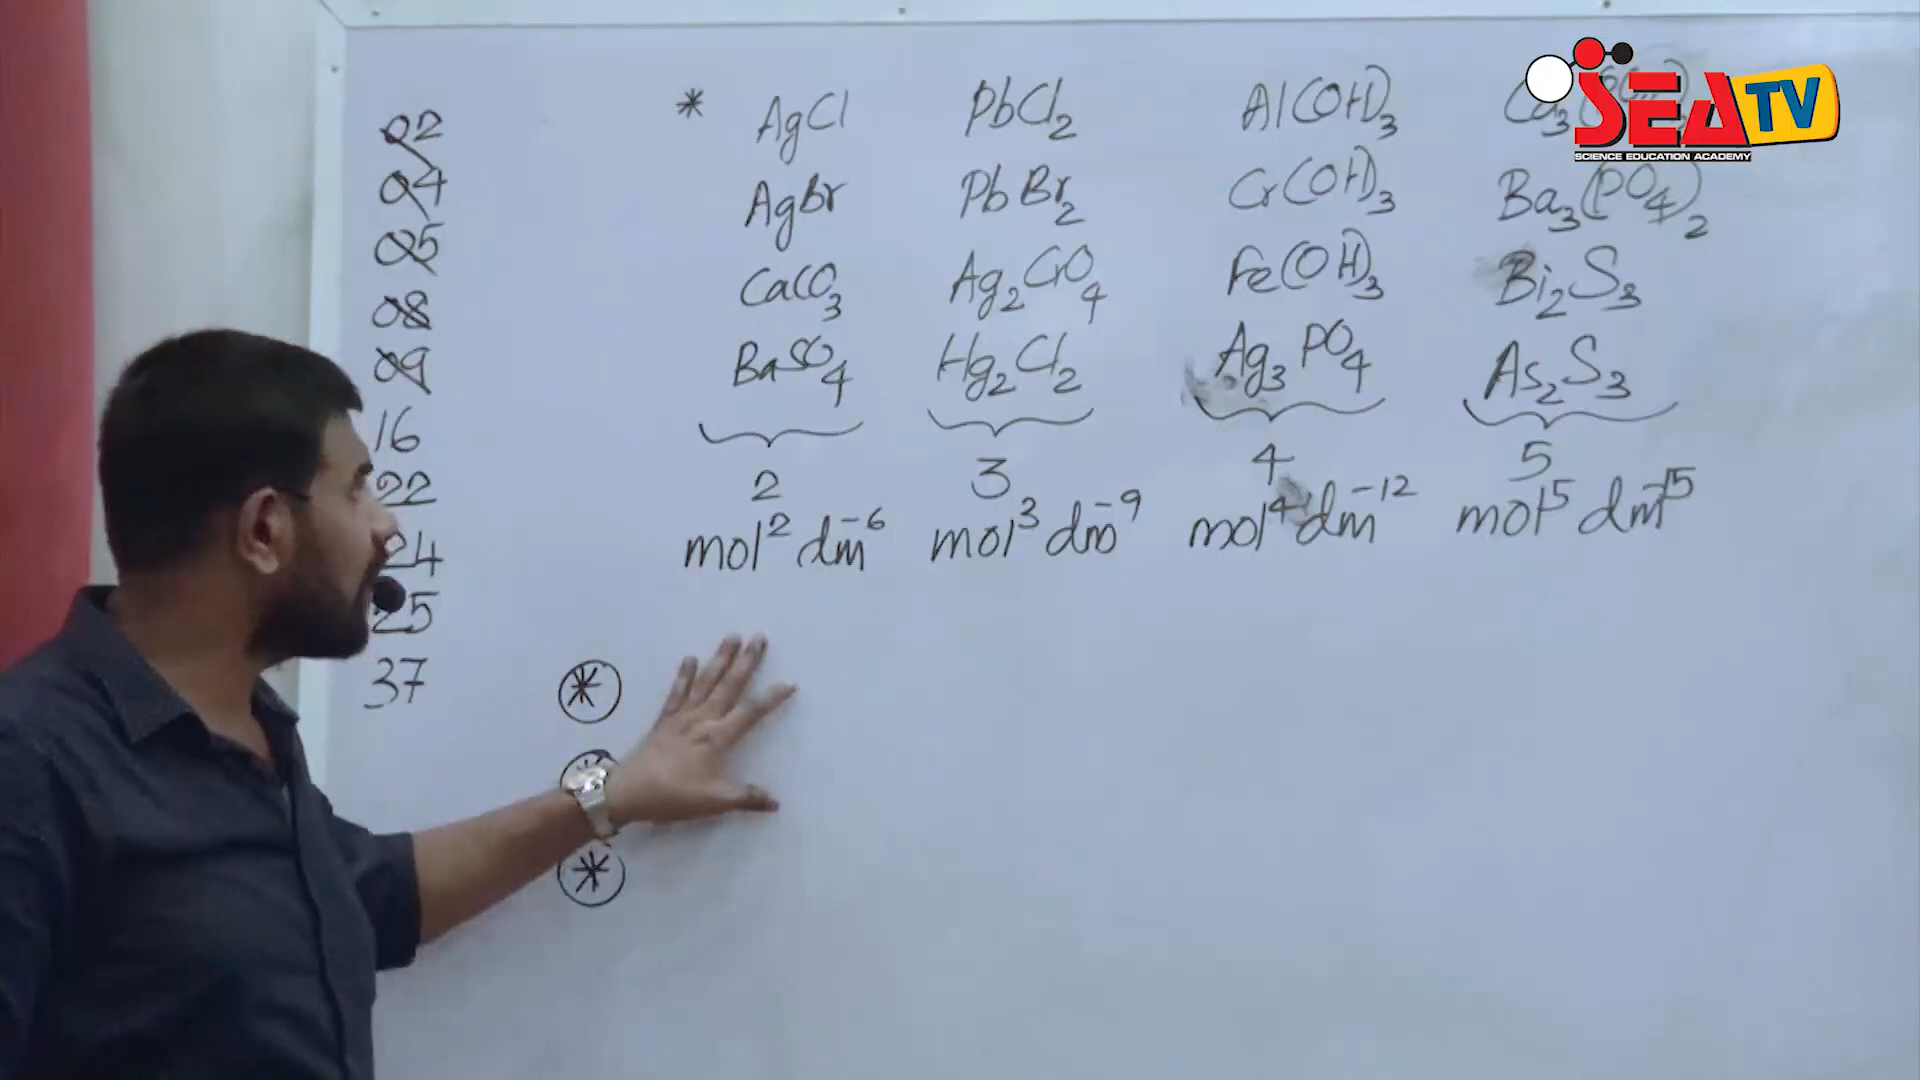 SEA TV
SCIENCE EDUCATION ACADEMY
02
04
05
08
09
16
22
24
25
37
* AgCl PbCl₂ Al(OH)₃
AgBr PbBr₂ Cr(OH)₃ Ba₃(PO₄)₂
CaCO₃ Ag₂CrO₄ Fe(OH)₃ Bi₂S₃
BaSO₄ Hg₂Cl₂ Ag₃PO₄ As₂S₃
2 3 4 5
mol² dm⁻⁶ mol³ dm⁻⁹ mol⁴ dm⁻¹² mol⁵ dm⁻¹⁵
*
*